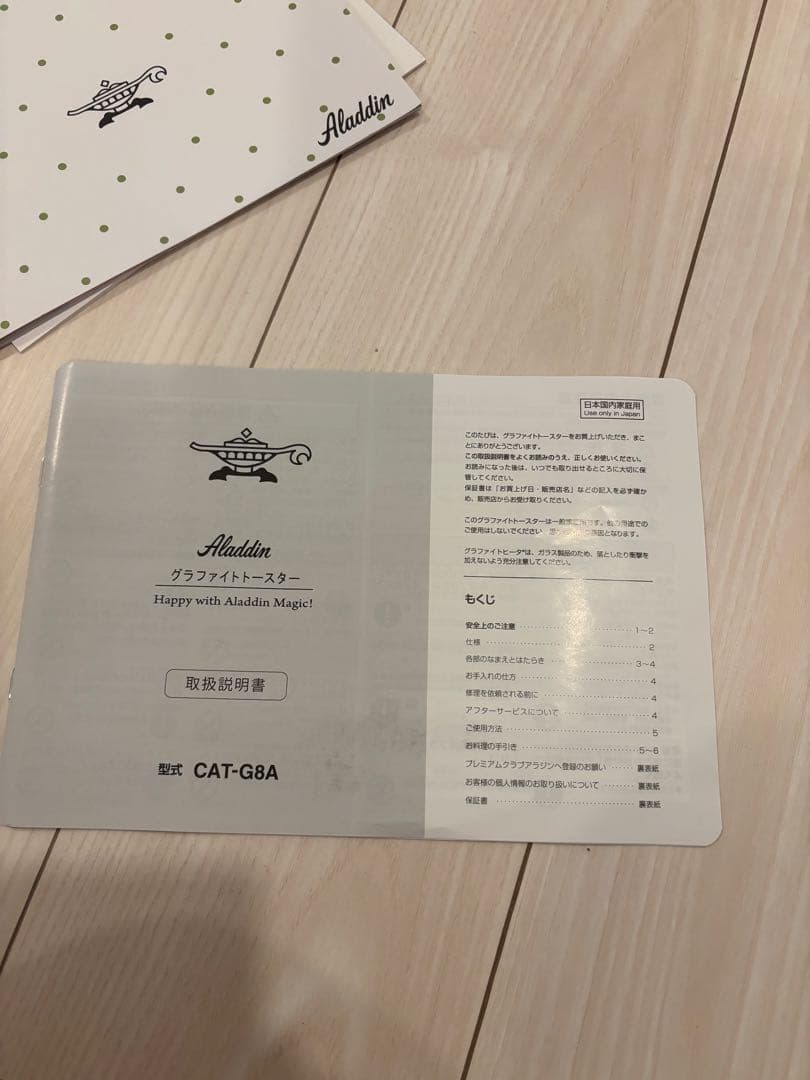 Aladdin
Aladdin
グラファイトトースター
Happy with Aladdin Magic!
取扱説明書
型式 CAT-G8A
日本国内家庭用
Use only in Japan
このたびは、グラファイトトースターをお買上げいただき、まこ
とにありがとうございます。
この取扱説明書をよくお読みのうえ、正しくお使いください。
お読みになった後は、いつでも取り出せるところに大切に保
管してください。
保証書は「お買上げ日・販売店名」などの記入を必ず確か
め、販売店からお受け取りください。
このグラファイトトースターは一般家庭用です。他の用途での
ご使用はしないでください 原因となります。
グラファイトヒータ*は、ガラス製品のため、落としたり衝撃を
加えないよう充分注意してください。
もくじ
安全上のご注意 1~2
仕様 2
各部のなまえとはたらき 3~4
お手入れの仕方 4
修理を依頼される前に 4
アフターサービスについて 4
ご使用方法 5
お料理の手引き 5~6
プレミアムクラブアラジンへ登録のお願い 裏表紙
お客様の個人情報のお取り扱いについて 裏表紙
保証書 裏表紙